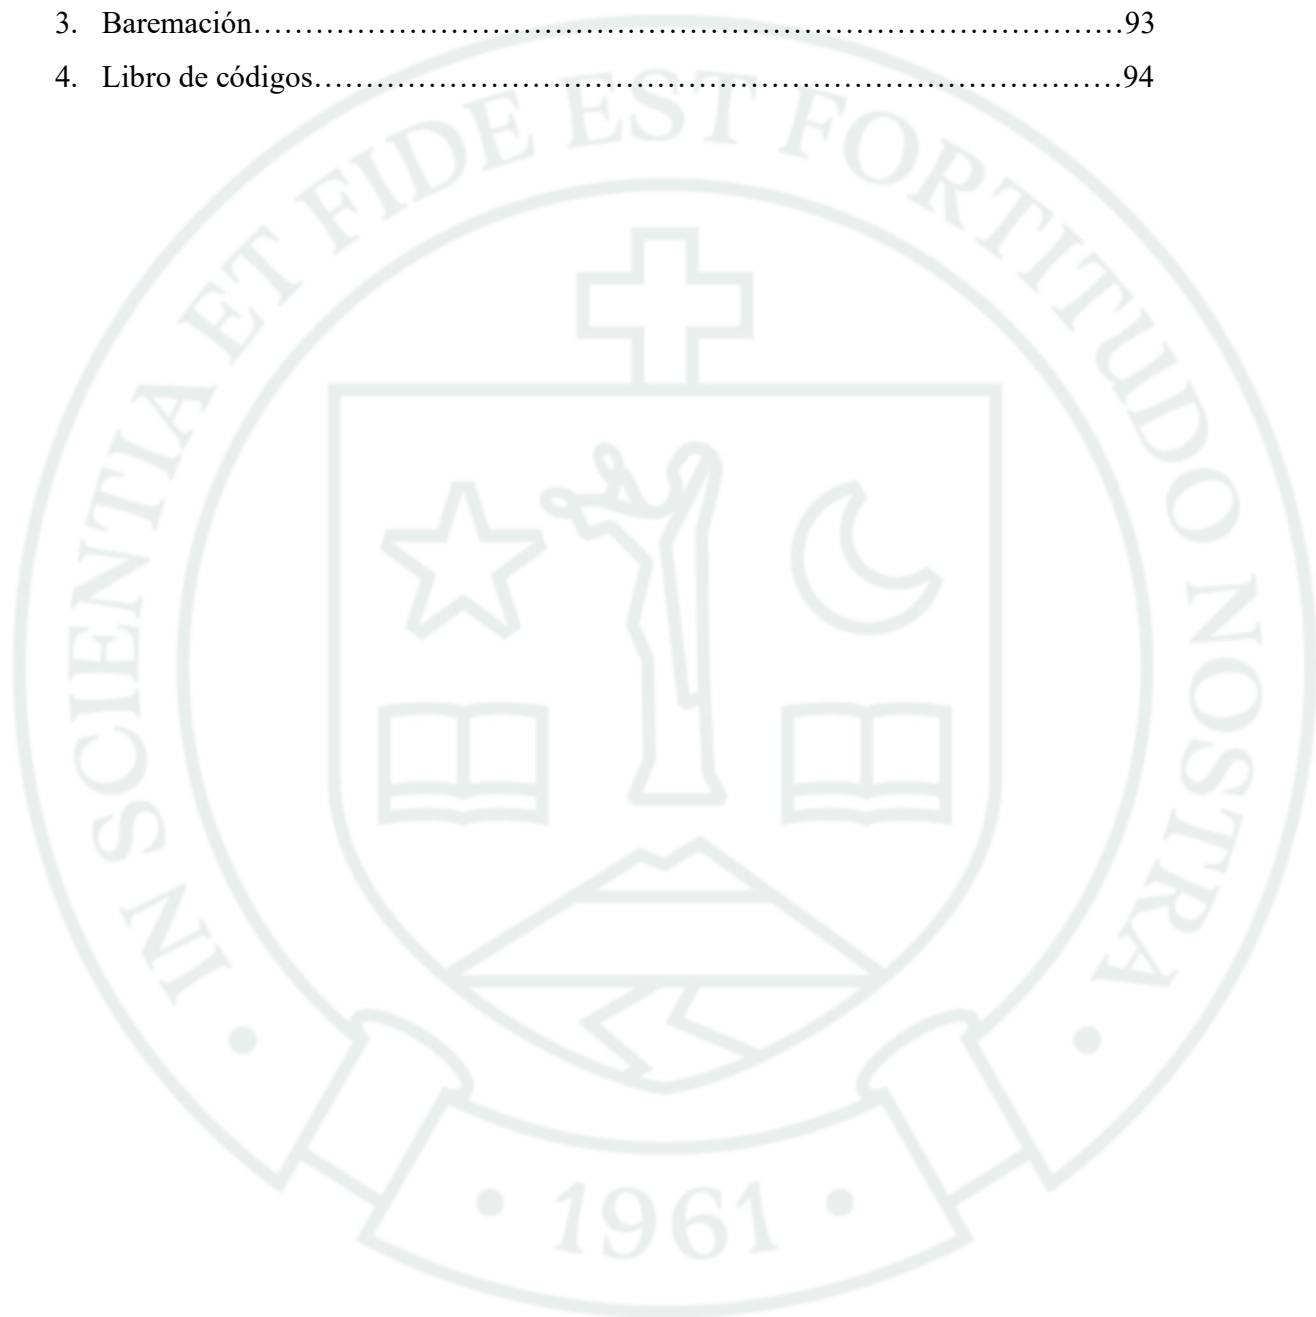 3. Baremación……………………………………………………………………………93
4. Libro de códigos………………………………………………………………………94
IN SCIENTIA ET FIDE EST FORTITUDO NOSTRA
• 1961 •